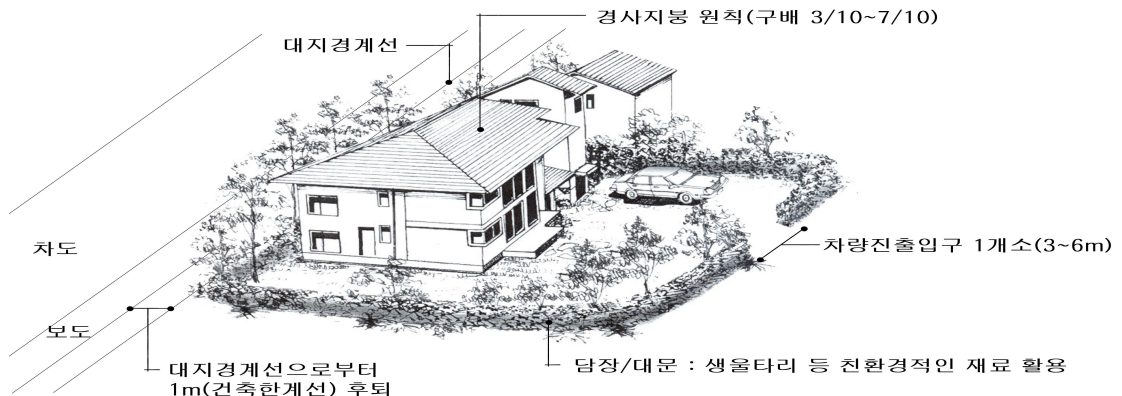 경사지붕 원칙(구배 3/10~7/10)
대지경계선
차도
차량진출입구 1개소(3~6m)
보도
대지경계선으로부터
1m(건축한계선) 후퇴
담장/대문 : 생울타리 등 친환경적인 재료 활용